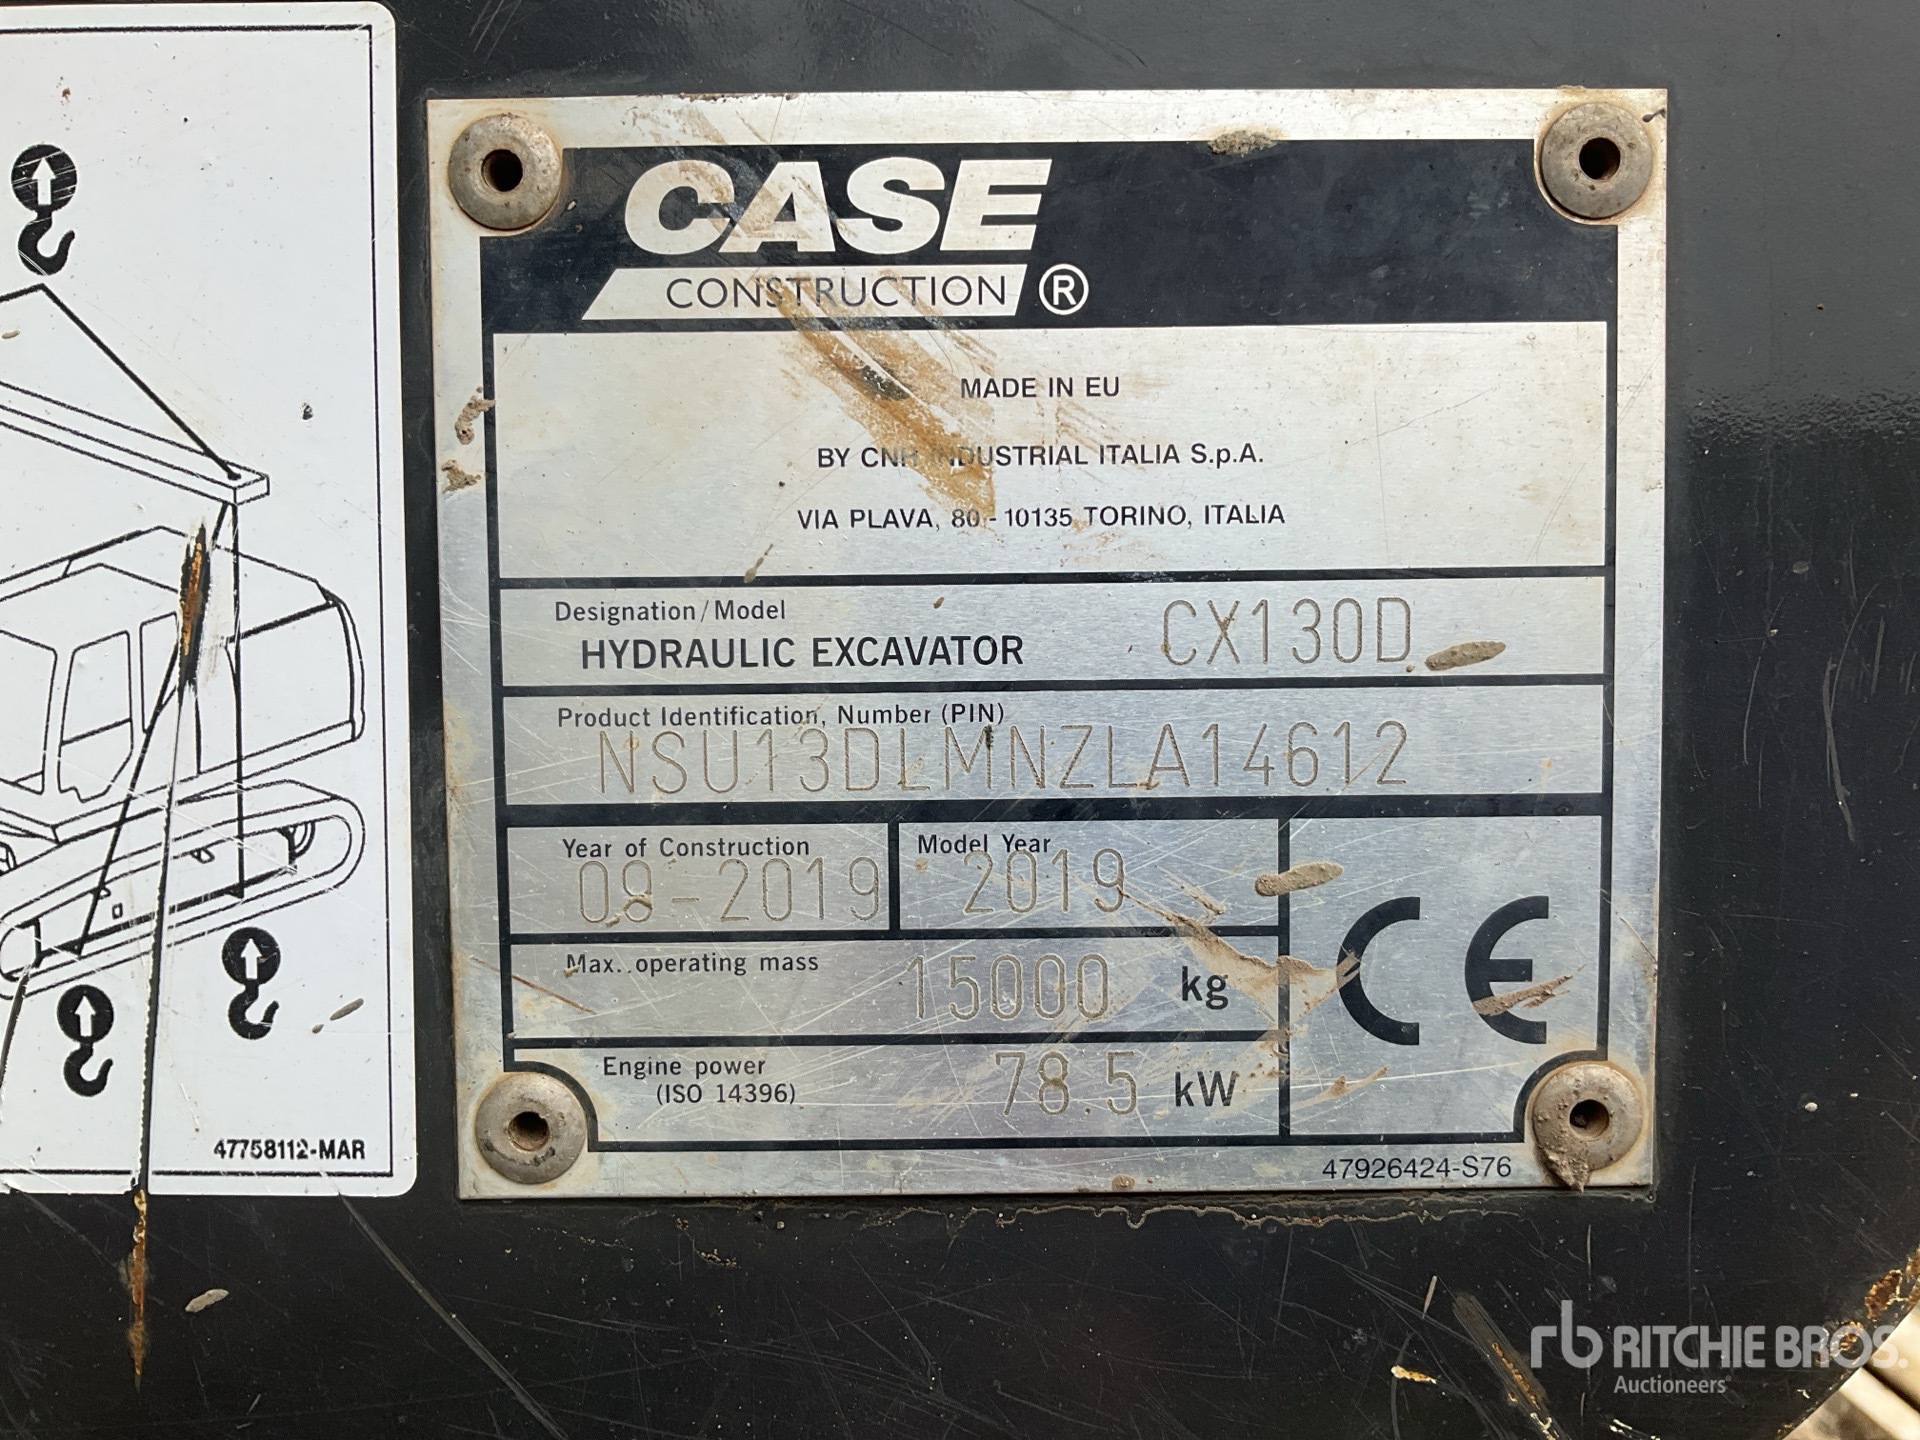 CASE
CONSTRUCTION ®
MADE IN EU
BY CNH INDUSTRIAL ITALIA S.p.A.
VIA PLAVA, 80 - 10135 TORINO, ITALIA
Designation/Model
HYDRAULIC EXCAVATOR CX130D
Product Identification, Number (PIN)
NSU13DLMNZLA14612
Year of Construction Model Year
08-2019 2019
Max. operating mass 15000 kg
Engine power
(ISO 14396) 78.5 kW
CE
47926424-S76
47758112-MAR
rb RITCHIE BROS.
Auctioneers